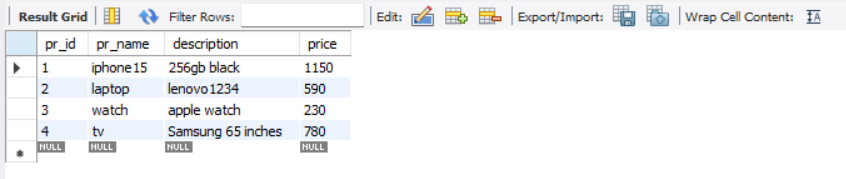 Result Grid Filter Rows: Edit: Export/Import: Wrap Cell Content: IA
pr_id pr_name description price
1 iphone15 256gb black 1150
2 laptop lenovo1234 590
3 watch apple watch 230
4 tv Samsung 65 inches 780
NULL NULL NULL NULL